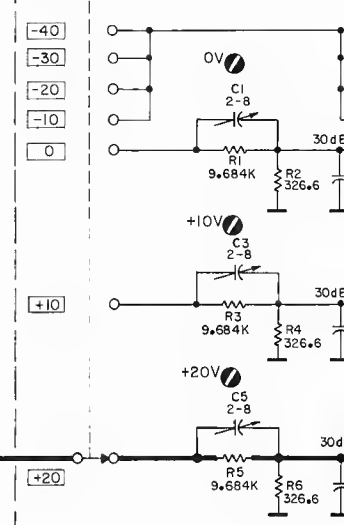 -40
-30
-20
-10
0
0V
C1
2-8
R1
9.684K
R2
326.6
30dB
+10V
C3
2-8
+10
R3
9.684K
R4
326.6
30dB
+20V
C5
2-8
+20
R5
9.684K
R6
326.6
30d